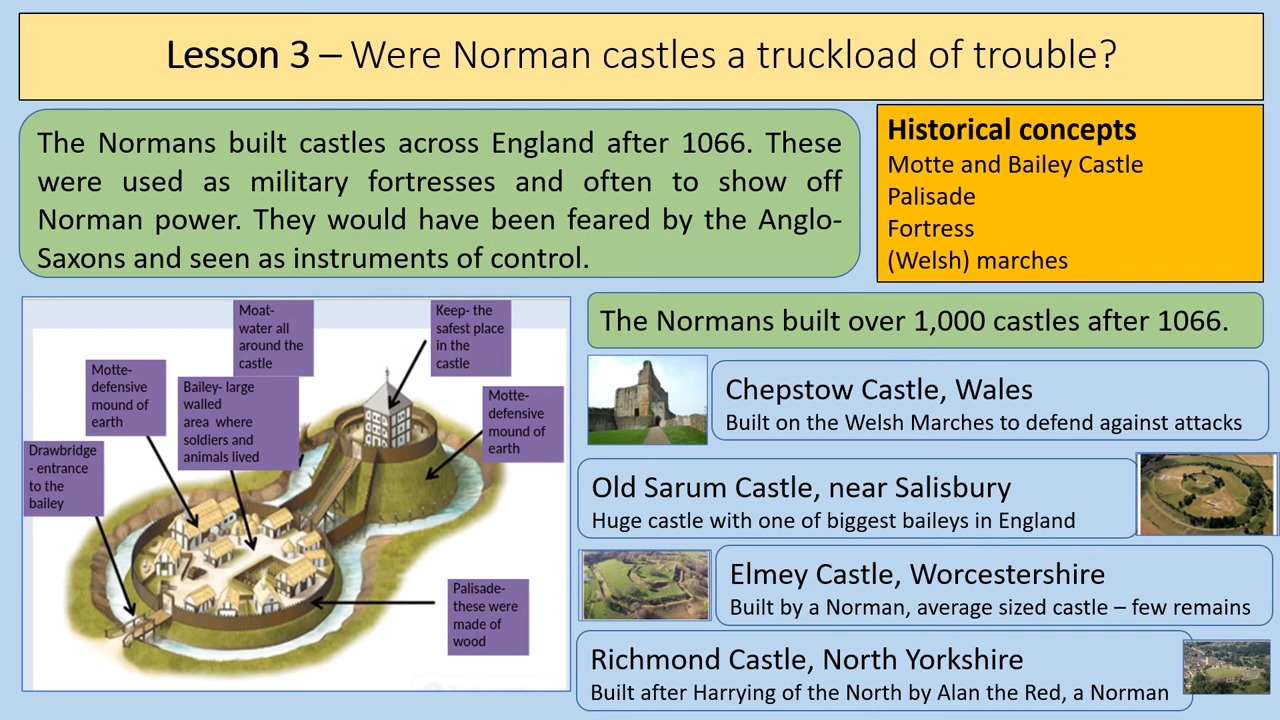 Lesson 3 – Were Norman castles a truckload of trouble?
The Normans built castles across England after 1066. These
were used as military fortresses and often to show off
Norman power. They would have been feared by the Anglo-
Saxons and seen as instruments of control.
Historical concepts
Motte and Bailey Castle
Palisade
Fortress
(Welsh) marches
Moat-
water all
around the
castle
Keep- the
safest place
in the
castle
Motte-
defensive
mound of
earth
Bailey- large
walled
area where
soldiers and
animals lived
Motte-
defensive
mound of
earth
Drawbridge
- entrance
to the
bailey
Palisade-
these were
made of
wood
The Normans built over 1,000 castles after 1066.
Chepstow Castle, Wales
Built on the Welsh Marches to defend against attacks
Old Sarum Castle, near Salisbury
Huge castle with one of biggest baileys in England
Elmey Castle, Worcestershire
Built by a Norman, average sized castle – few remains
Richmond Castle, North Yorkshire
Built after Harrying of the North by Alan the Red, a Norman